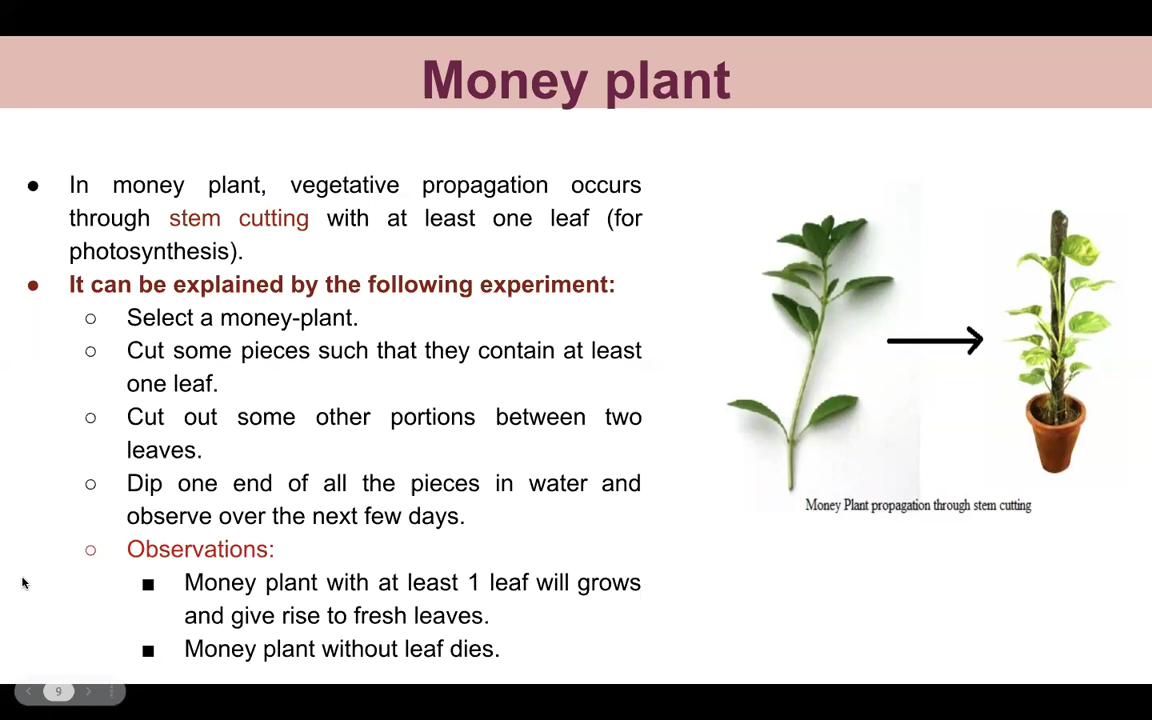 Money plant
● In money plant, vegetative propagation occurs
through stem cutting with at least one leaf (for
photosynthesis).
● It can be explained by the following experiment:
○ Select a money-plant.
○ Cut some pieces such that they contain at least
one leaf.
○ Cut out some other portions between two
leaves.
○ Dip one end of all the pieces in water and
observe over the next few days.
○ Observations:
■ Money plant with at least 1 leaf will grows
and give rise to fresh leaves.
■ Money plant without leaf dies.
Money Plant propagation through stem cutting
9